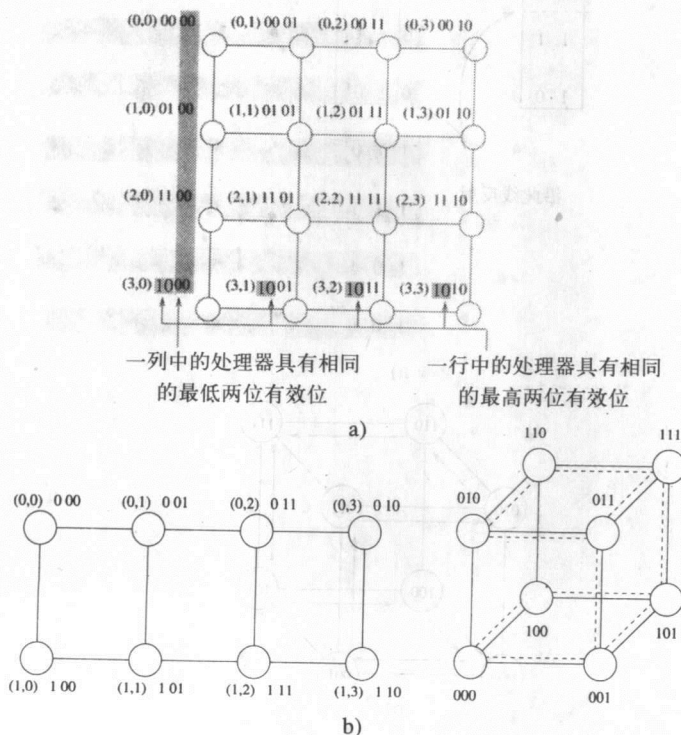 (0,0) 00 00 (0,1) 00 01 (0,2) 00 11 (0,3) 00 10
(1,0) 01 00 (1,1) 01 01 (1,2) 01 11 (1,3) 01 10
(2,0) 11 00 (2,1) 11 01 (2,2) 11 11 (2,3) 11 10
(3,0) 10 00 (3,1) 10 01 (3,2) 10 11 (3,3) 10 10
一列中的处理器具有相同
的最低两位有效位
一行中的处理器具有相同
的最高两位有效位
a)
(0,0) 0 00 (0,1) 0 01 (0,2) 0 11 (0,3) 0 10
(1,0) 1 00 (1,1) 1 01 (1,2) 1 11 (1,3) 1 10
110 111
010 011
100 101
000 001
b)